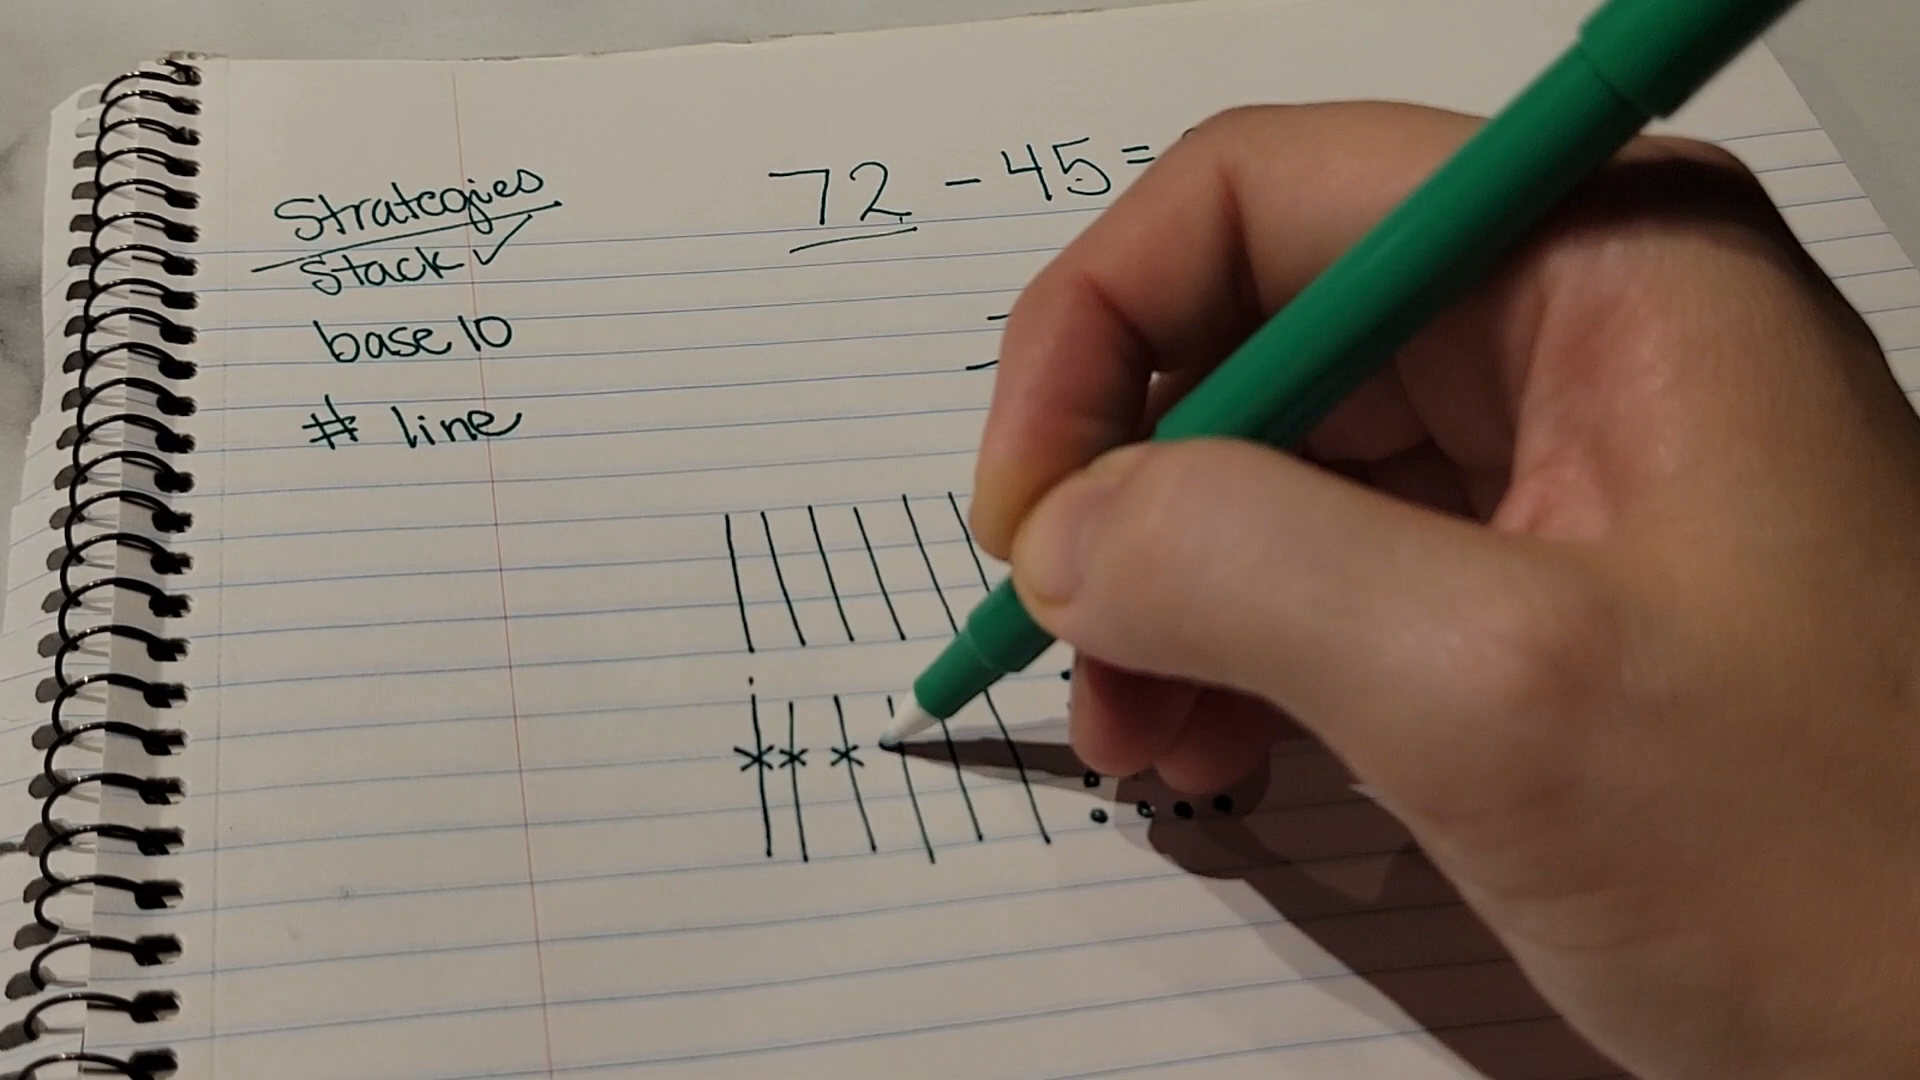 Strategies
Stack ✓
base 10
# line
72 - 45 =